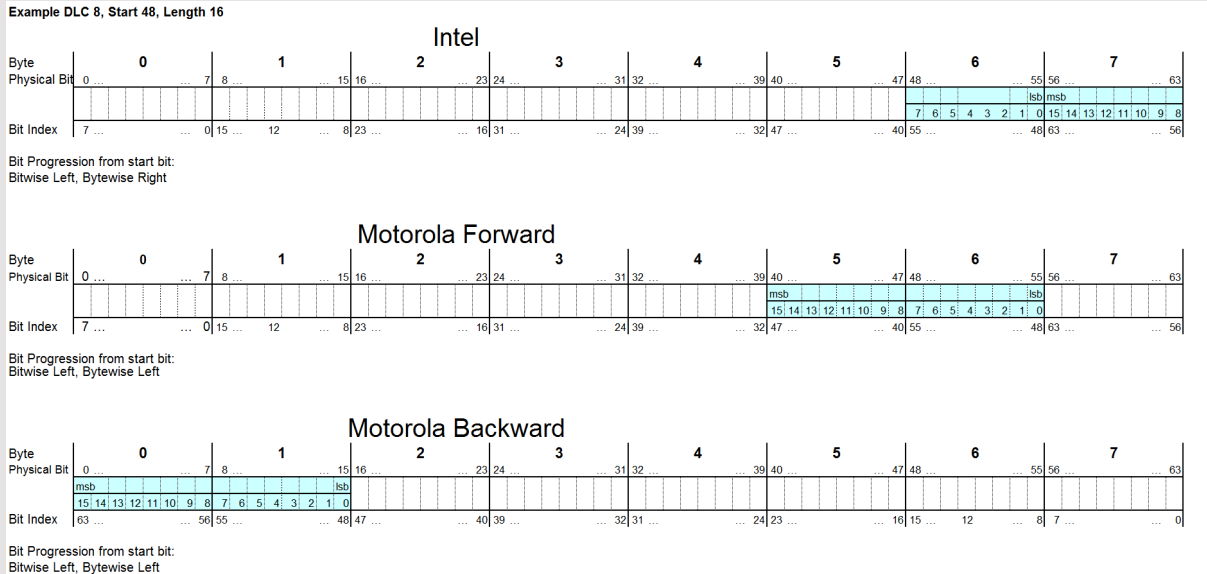 Example DLC 8, Start 48, Length 16
Intel
Byte 0 1 2 3 4 5 6 7
Physical Bit 0 ... ... 7 8 ... ... 15 16 ... ... 23 24 ... ... 31 32 ... ... 39 40 ... ... 47 48 ... ... 55 56 ... ... 63
lsb msb
7 6 5 4 3 2 1 0 15 14 13 12 11 10 9 8
Bit Index 7 ... ... 0 15 ... 12 ... 8 23 ... ... 16 31 ... ... 24 39 ... ... 32 47 ... ... 40 55 ... ... 48 63 ... ... 56
Bit Progression from start bit:
Bitwise Left, Bytewise Right
Motorola Forward
Byte 0 1 2 3 4 5 6 7
Physical Bit 0 ... ... 7 8 ... ... 15 16 ... ... 23 24 ... ... 31 32 ... ... 39 40 ... ... 47 48 ... ... 55 56 ... ... 63
msb lsb
15 14 13 12 11 10 9 8 7 6 5 4 3 2 1 0
Bit Index 7 ... ... 0 15 ... 12 ... 8 23 ... ... 16 31 ... ... 24 39 ... ... 32 47 ... ... 40 55 ... ... 48 63 ... ... 56
Bit Progression from start bit:
Bitwise Left, Bytewise Left
Motorola Backward
Byte 0 1 2 3 4 5 6 7
Physical Bit 0 ... ... 7 8 ... ... 15 16 ... ... 23 24 ... ... 31 32 ... ... 39 40 ... ... 47 48 ... ... 55 56 ... ... 63
msb lsb
15 14 13 12 11 10 9 8 7 6 5 4 3 2 1 0
Bit Index 63 ... ... 56 55 ... ... 48 47 ... ... 40 39 ... ... 32 31 ... ... 24 23 ... ... 16 15 ... 12 ... 8 7 ... ... 0
Bit Progression from start bit:
Bitwise Left, Bytewise Left